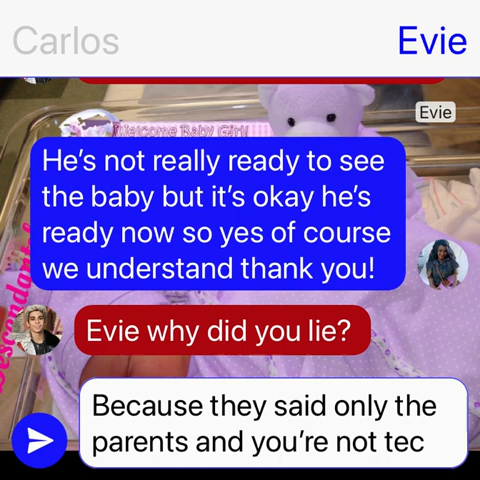 Carlos
Evie
Welcome Baby Girl!
Evie
He's not really ready to see
the baby but it's okay he's
ready now so yes of course
we understand thank you!
Evie why did you lie?
Because they said only the
parents and you're not tec